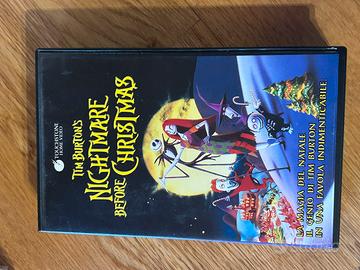 TOUCHSTONE
HOME VIDEO
TIM BURTON'S
NIGHTMARE
BEFORE CHRISTMAS
LA MAGIA DEL NATALE
IL GENIO DI TIM BURTON
IN UNA FAVOLA INDIMENTICABILE